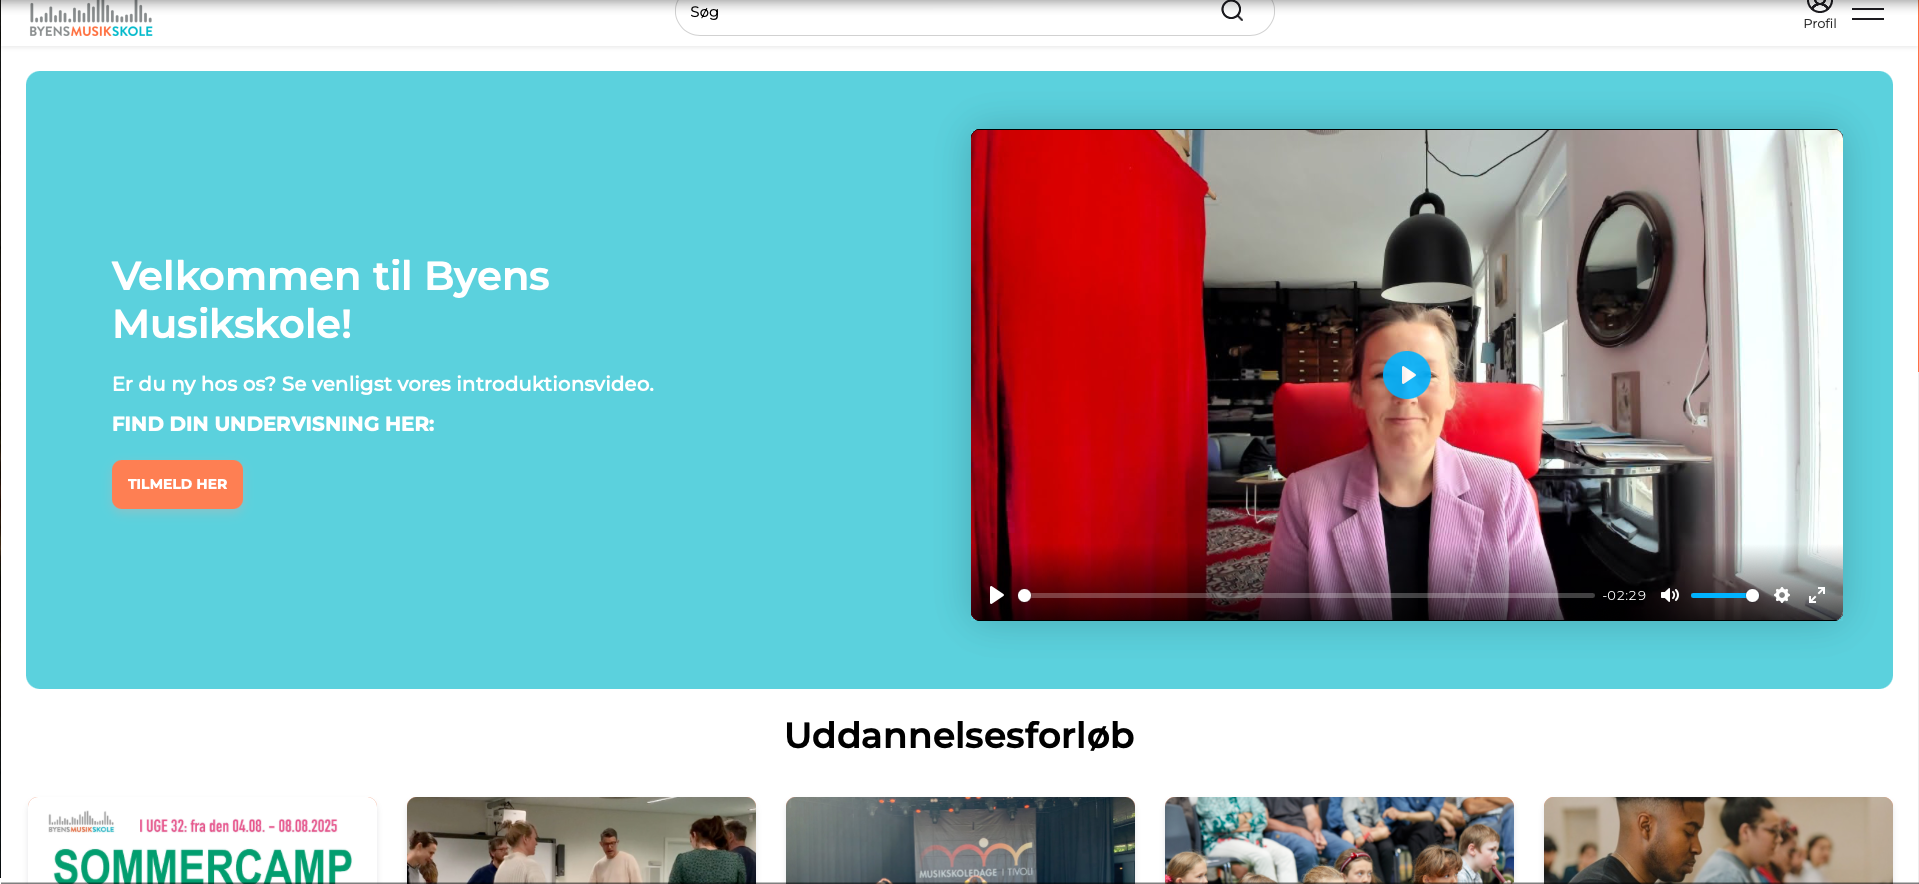 BYENSMUSIKSKOLE
Søg
Profil
Velkommen til Byens
Musikskole!
Er du ny hos os? Se venligst vores introduktionsvideo.
FIND DIN UNDERVISNING HER:
TILMELD HER
-02:29
Uddannelsesforløb
BYENSMUSIKSKOLE
I UGE 32: fra den 04.08. – 08.08.2025
SOMMERCAMP
MUSIKSKOLEDAGE I TIVOLI